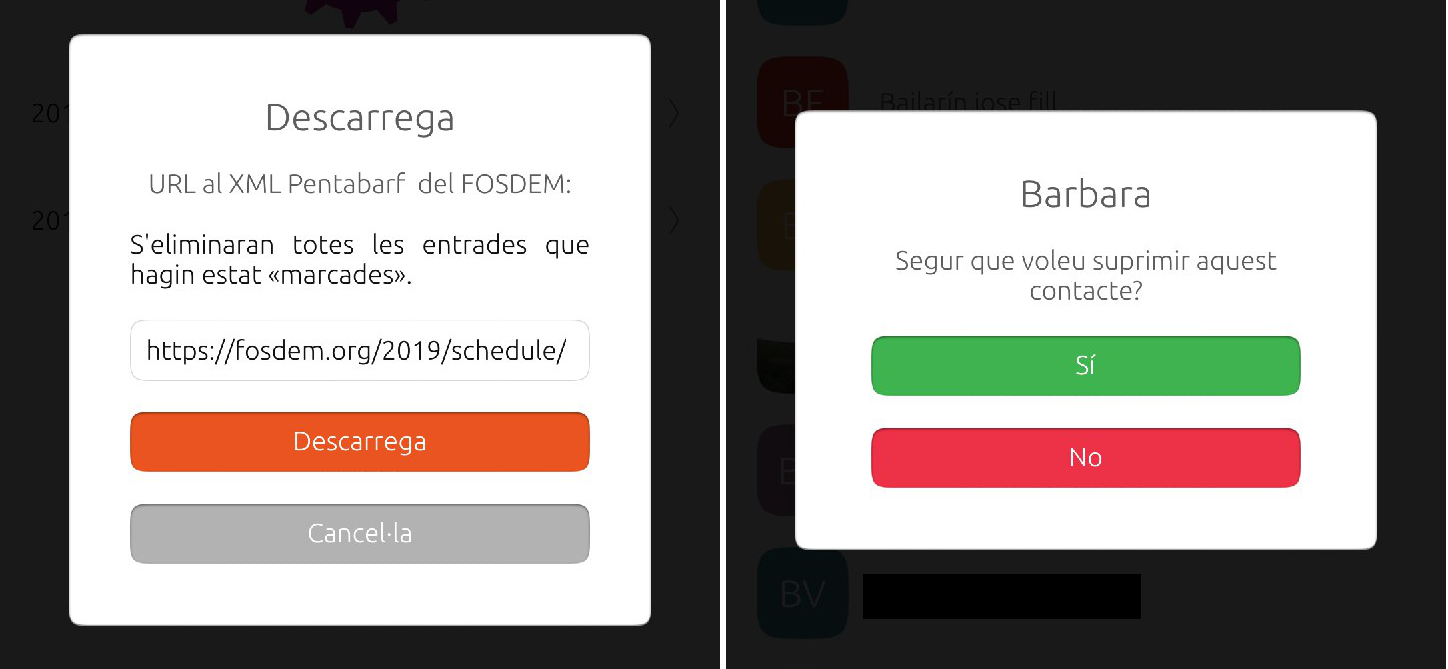 201
201
Descarrega
URL al XML Pentabarf del FOSDEM:
S'eliminaran totes les entrades que
hagin estat «marcades».
https://fosdem.org/2019/schedule/
Descarrega
Cancel·la
BF
Bailarín jose fill
Barbara
Segur que voleu suprimir aquest
contacte?
Sí
No
BV